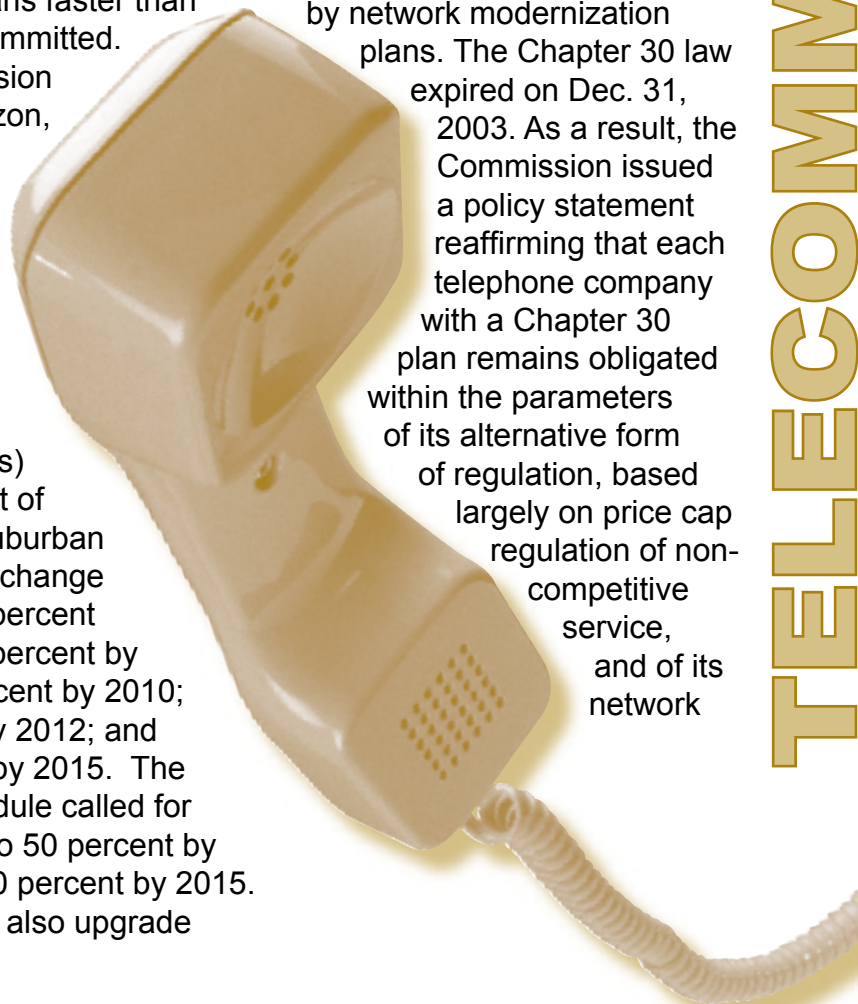 ans faster than
mmitted.
sion
zon,
s)
t of
uburban
change
percent
percent by
cent by 2010;
y 2012; and
by 2015. The
dule called for
o 50 percent by
0 percent by 2015.
also upgrade
by network modernization
plans. The Chapter 30 law
expired on Dec. 31,
2003. As a result, the
Commission issued
a policy statement
reaffirming that each
telephone company
with a Chapter 30
plan remains obligated
within the parameters
of its alternative form
of regulation, based
largely on price cap
regulation of non-
competitive
service,
and of its
network
TELECOMM